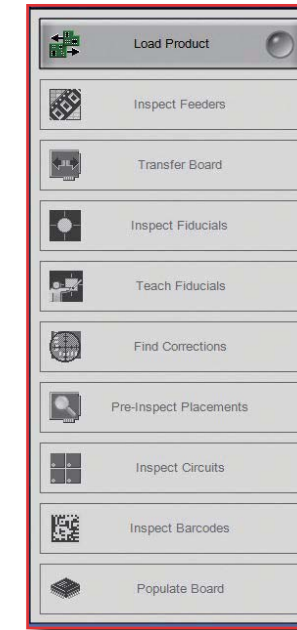 Load Product
Inspect Feeders
Transfer Board
Inspect Fiducials
Teach Fiducials
Find Corrections
Pre-Inspect Placements
Inspect Circuits
Inspect Barcodes
Populate Board